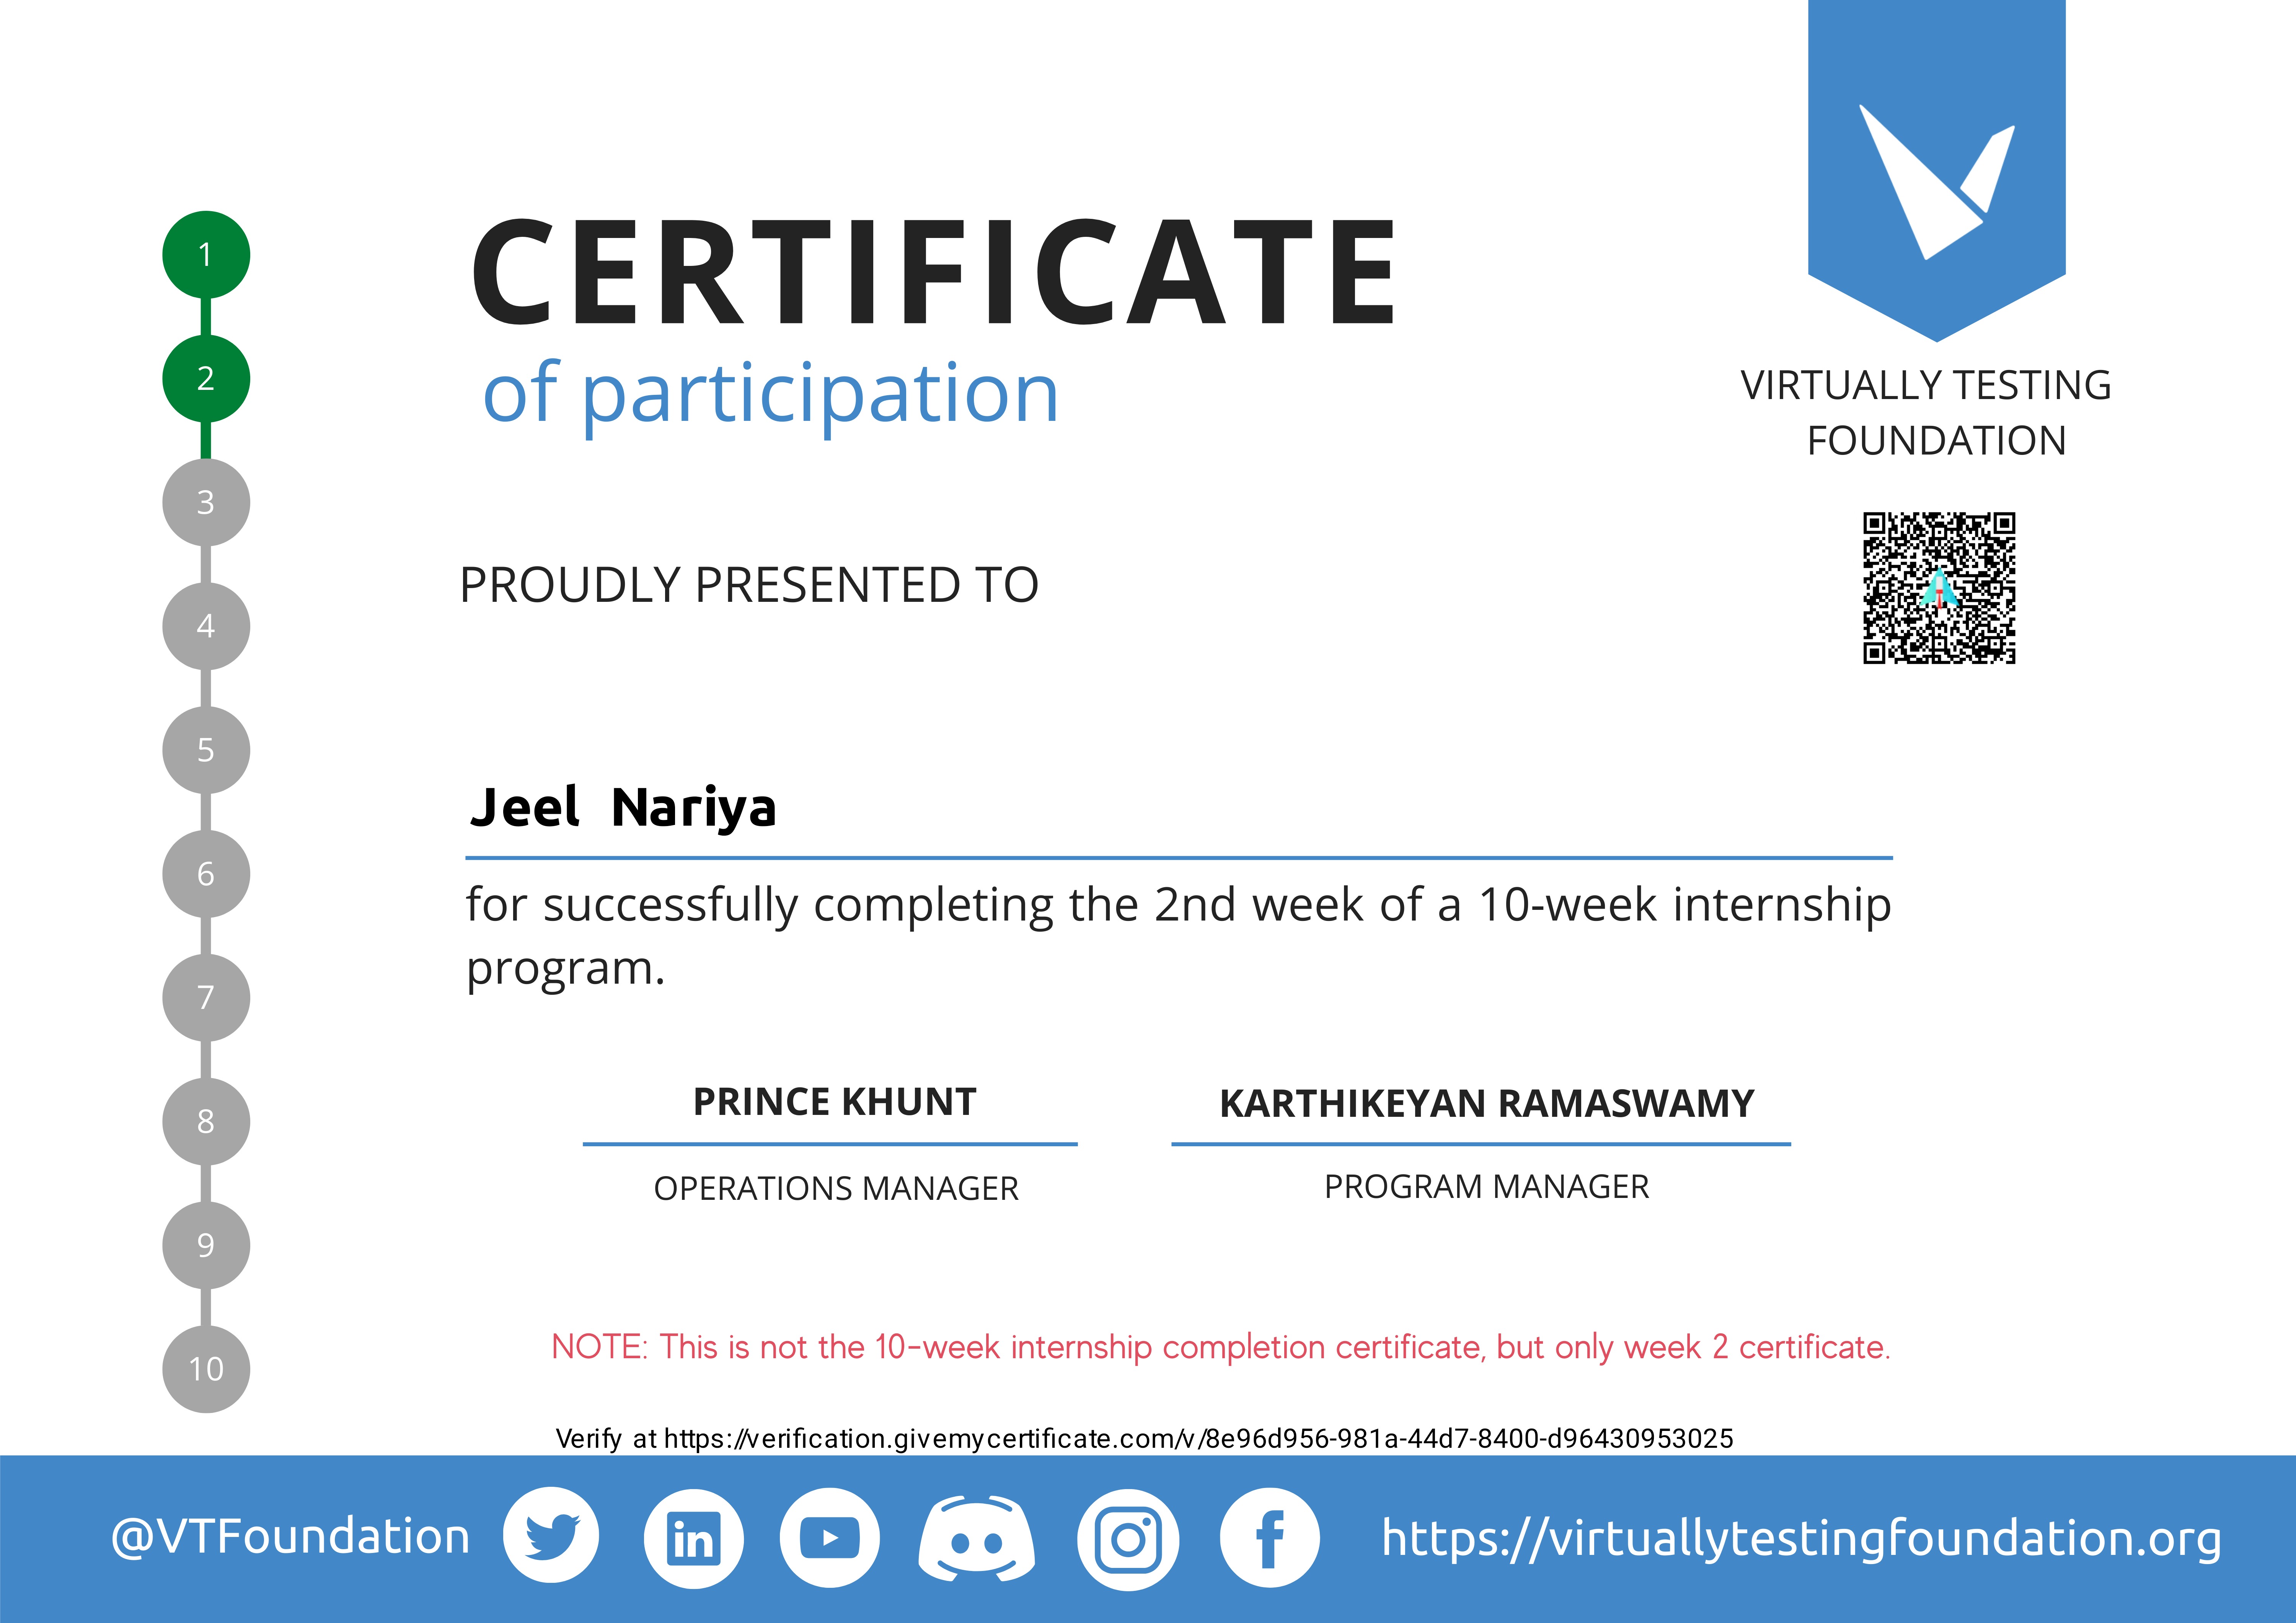 CERTIFICATE
of participation
VIRTUALLY TESTING
FOUNDATION
PROUDLY PRESENTED TO
Jeel Nariya
for successfully completing the 2nd week of a 10-week internship
program.
PRINCE KHUNT
OPERATIONS MANAGER
KARTHIKEYAN RAMASWAMY
PROGRAM MANAGER
1
2
3
4
5
6
7
8
9
10
NOTE: This is not the 10-week internship completion certificate, but only week 2 certificate.
Verify at https://verification.givemycertificate.com/v/8e96d956-981a-44d7-8400-d96430953025
@VTFoundation
in
https://virtuallytestingfoundation.org